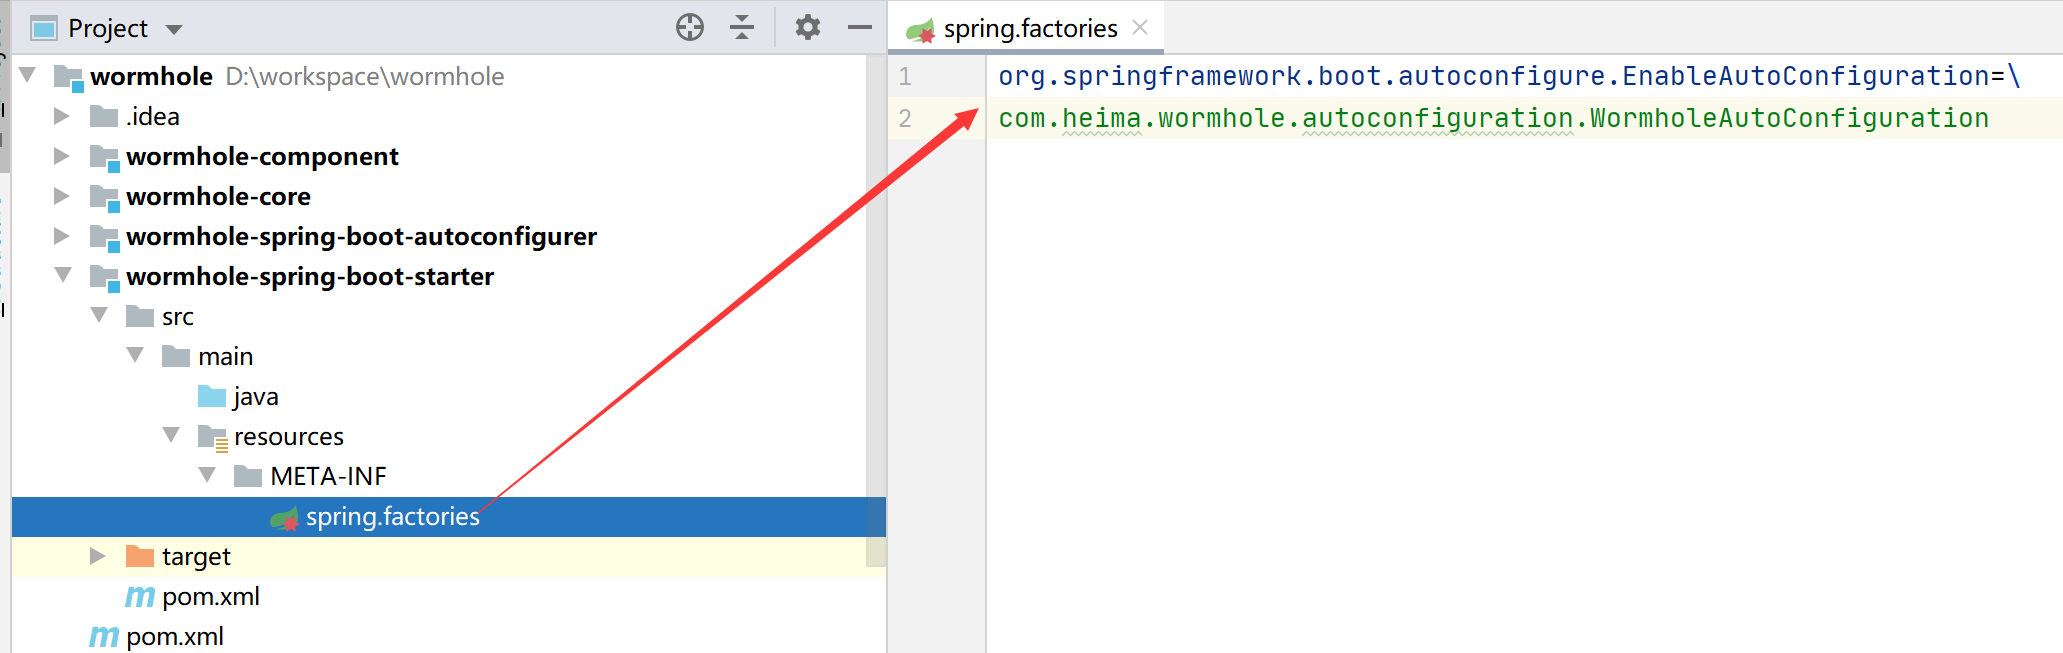 Project
wormhole D:\workspace\wormhole
.idea
wormhole-component
wormhole-core
wormhole-spring-boot-autoconfigurer
wormhole-spring-boot-starter
src
main
java
resources
META-INF
spring.factories
target
pom.xml
pom.xml
spring.factories
1 org.springframework.boot.autoconfigure.EnableAutoConfiguration=\
2 com.heima.wormhole.autoconfiguration.WormholeAutoConfiguration